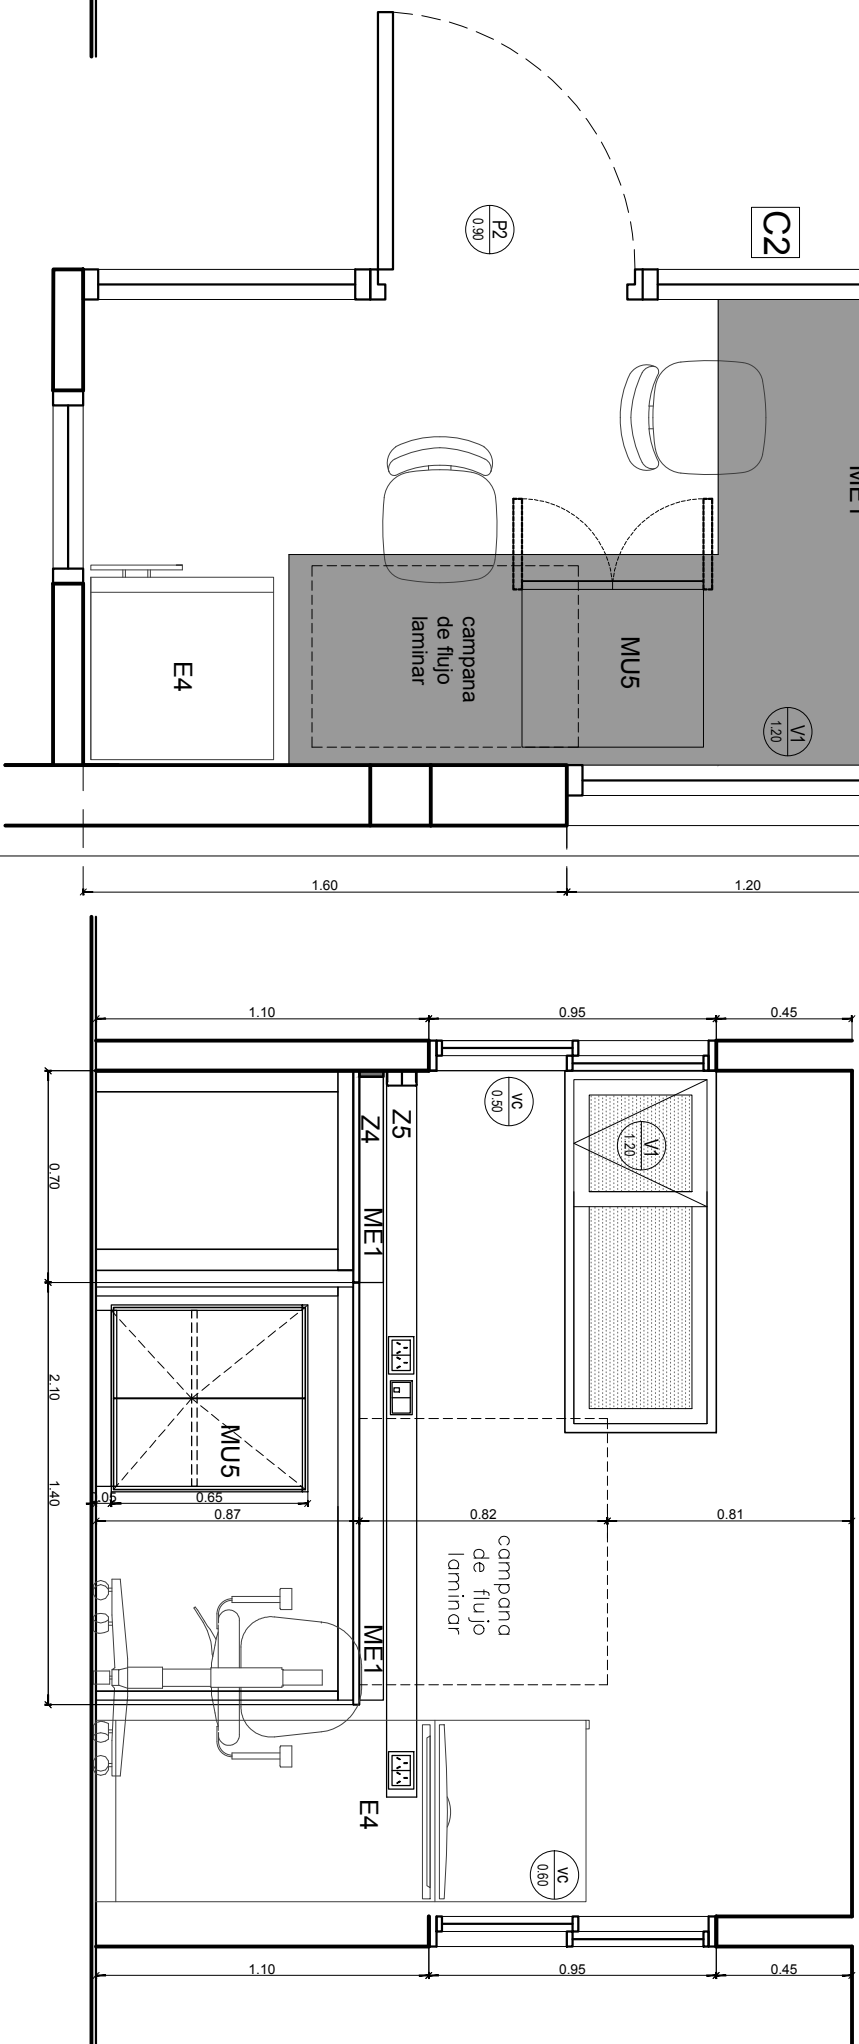 C2
P2
0.90
ME1
campana
de flujo
laminar
MU5
V1
1.20
E4
1.60
1.20
1.10
0.95
0.45
VC
0.50
V1
1.20
Z4
Z5
ME1
0.70
2.10
1.40
MU5
.05
0.65
0.87
0.82
0.81
campana
de flujo
laminar
ME1
E4
VC
0.60
1.10
0.95
0.45